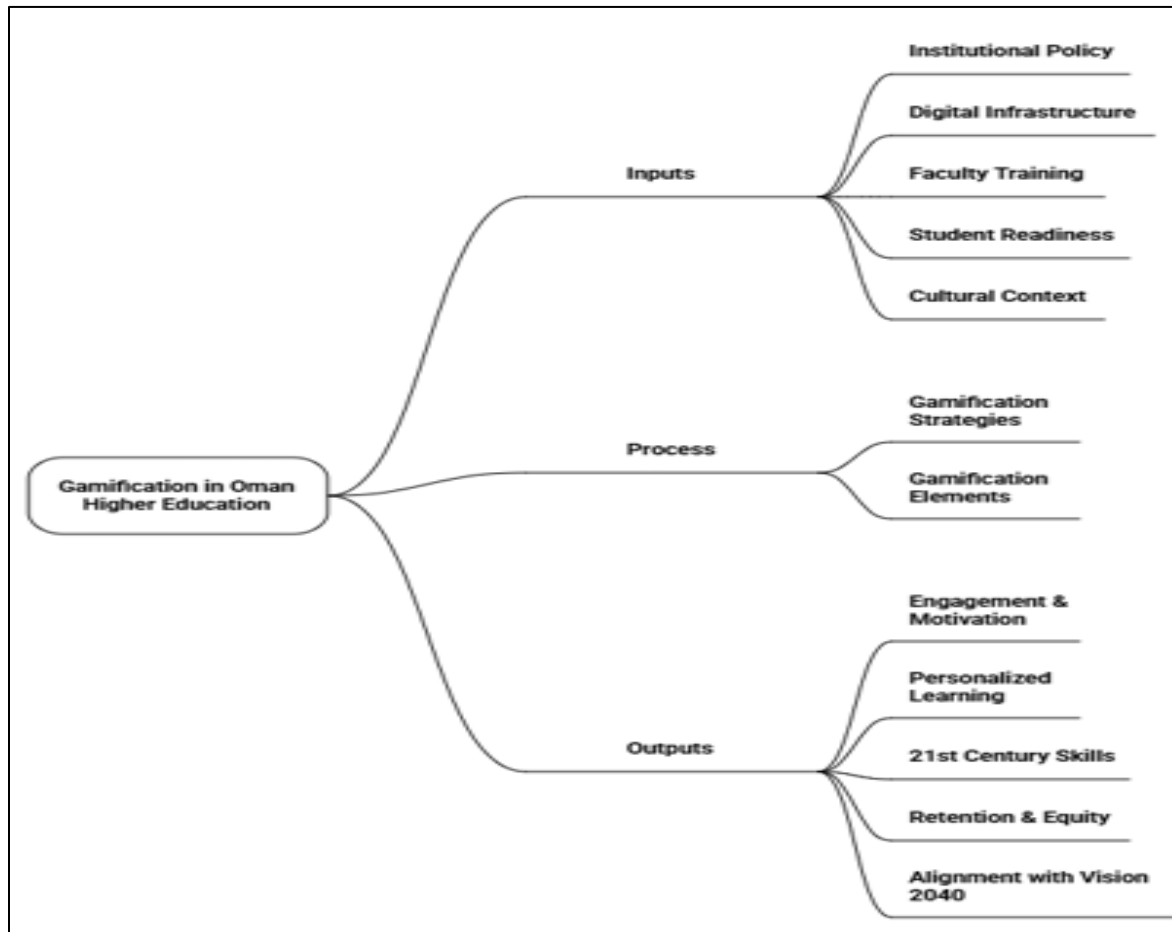 Gamification in Oman
Higher Education
Inputs
Institutional Policy
Digital Infrastructure
Faculty Training
Student Readiness
Cultural Context
Process
Gamification
Strategies
Gamification
Elements
Outputs
Engagement &
Motivation
Personalized
Learning
21st Century Skills
Retention & Equity
Alignment with Vision
2040